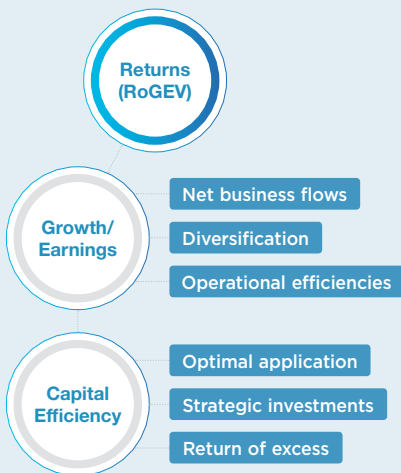 Returns
(RoGEV)
Growth/
Earnings
Net business flows
Diversification
Operational efficiencies
Capital
Efficiency
Optimal application
Strategic investments
Return of excess